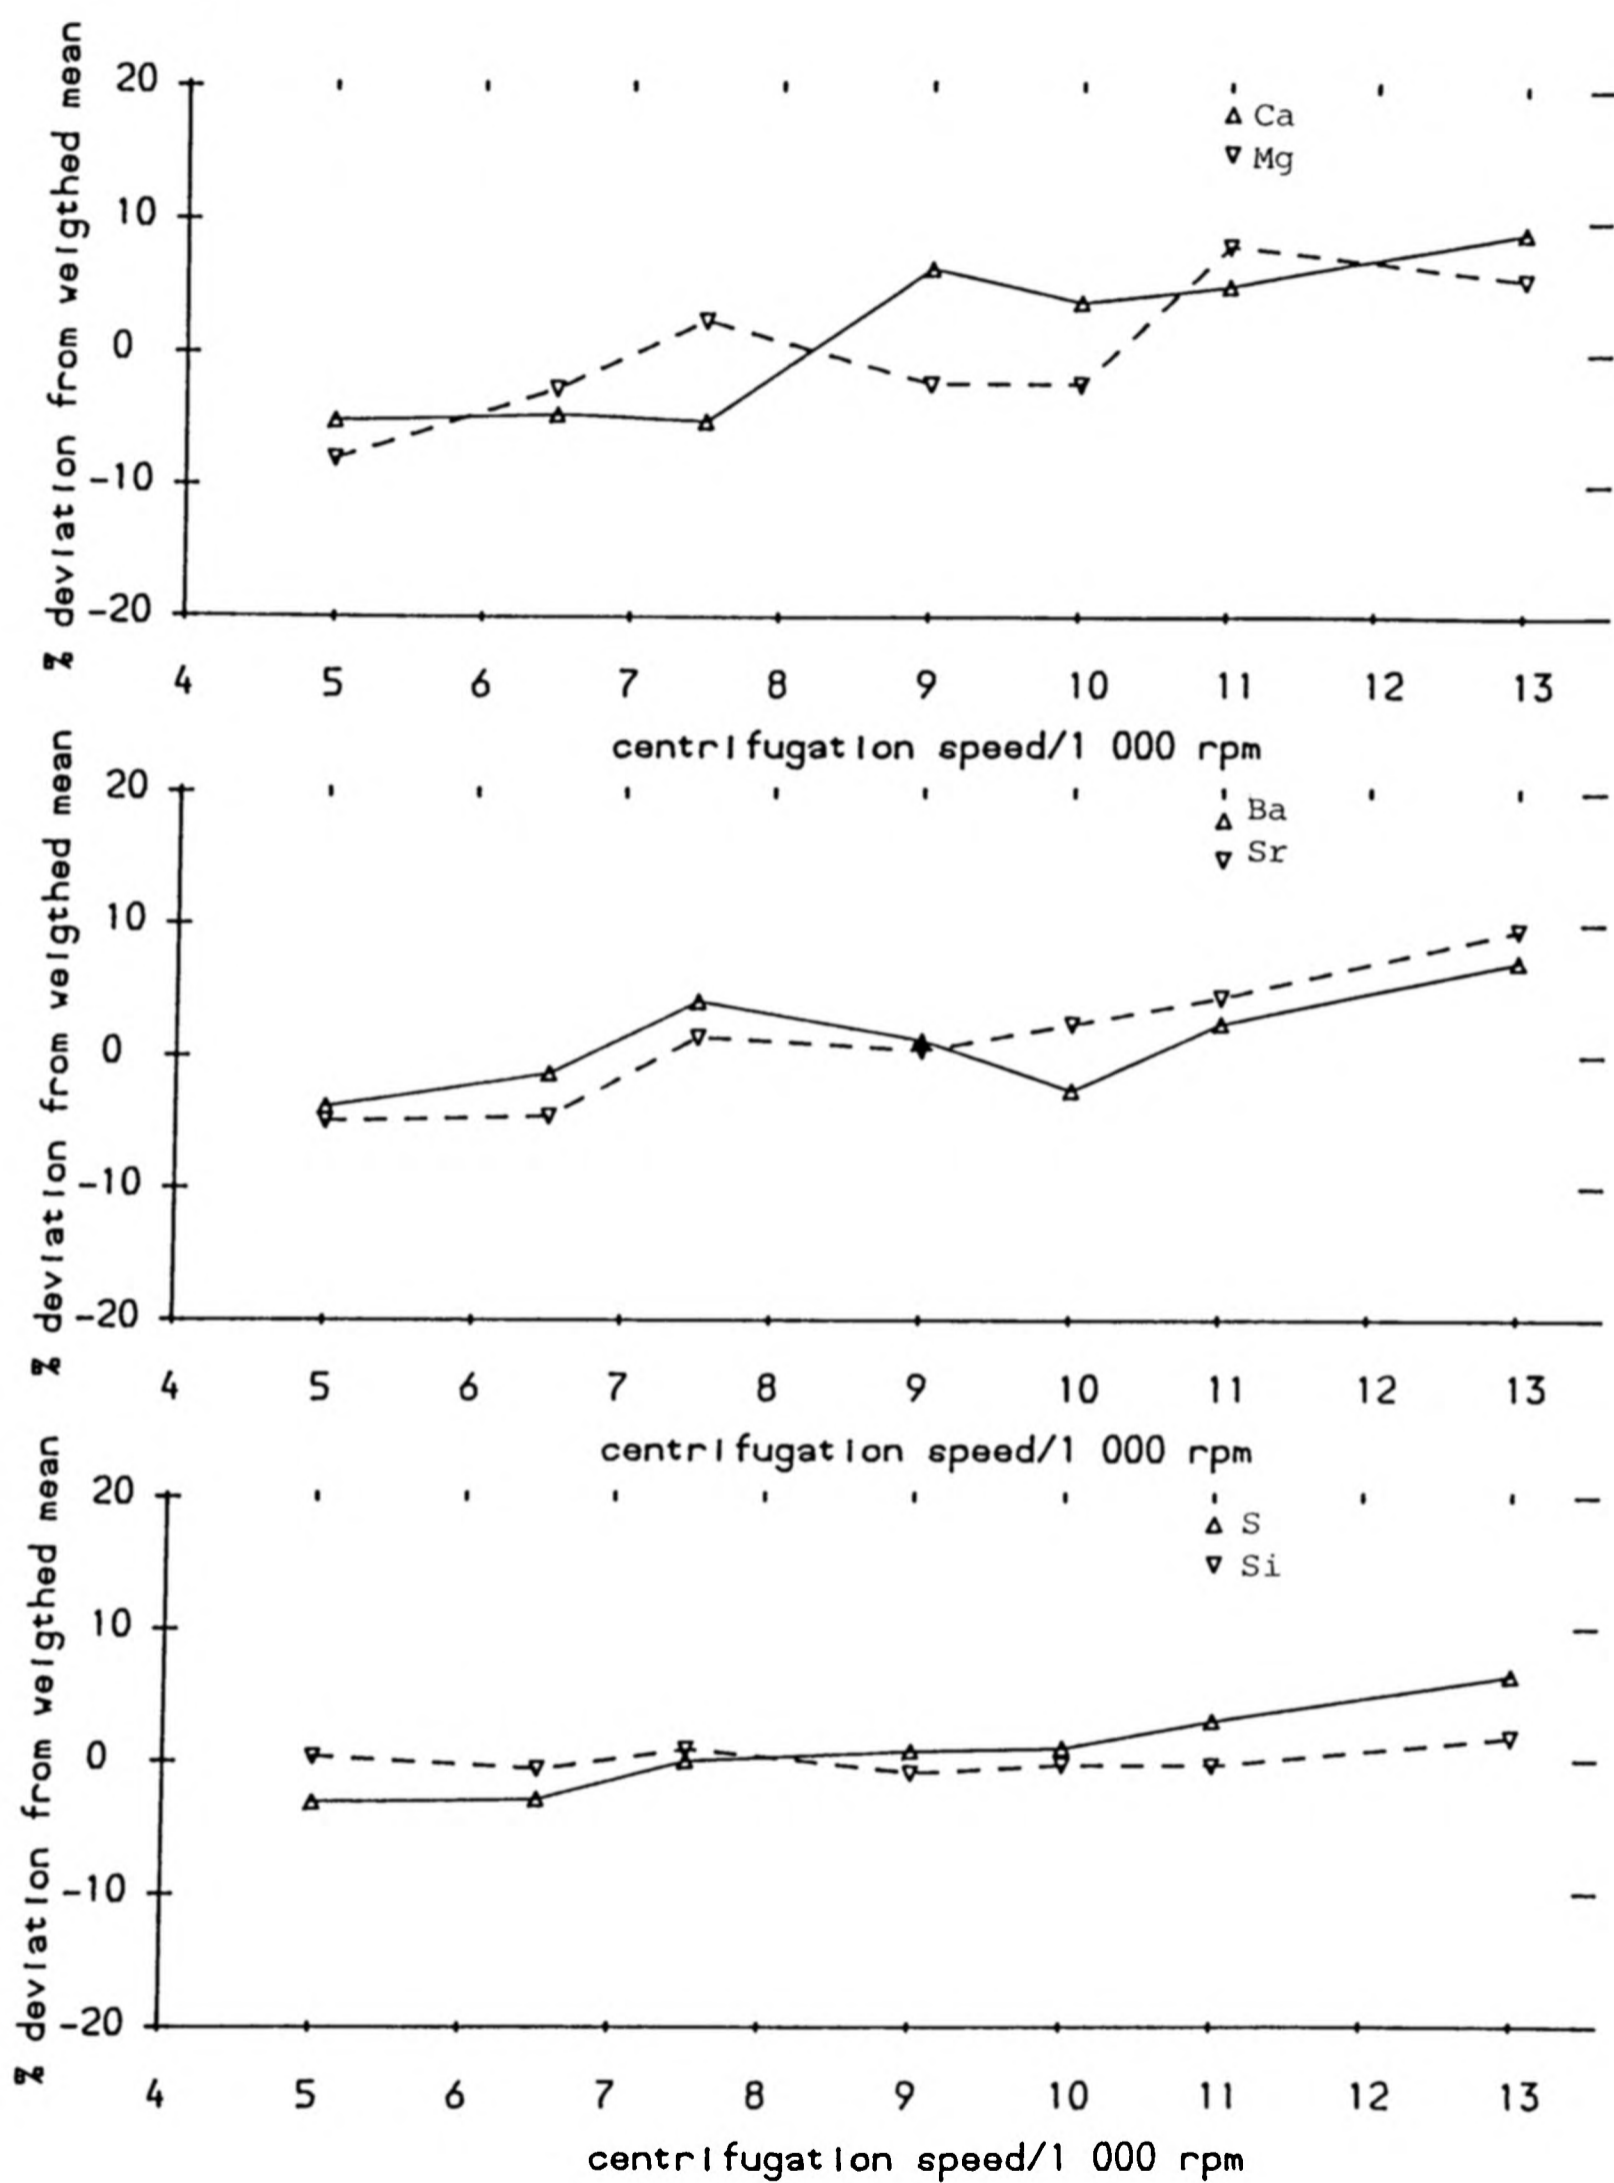 % deviation from weigthed mean
20
10
0
-10
-20
Ca
Mg
4 5 6 7 8 9 10 11 12 13
centrifugation speed/1 000 rpm
% deviation from weigthed mean
20
10
0
-10
-20
Ba
Sr
4 5 6 7 8 9 10 11 12 13
centrifugation speed/1 000 rpm
% deviation from weigthed mean
20
10
0
-10
-20
S
Si
4 5 6 7 8 9 10 11 12 13
centrifugation speed/1 000 rpm